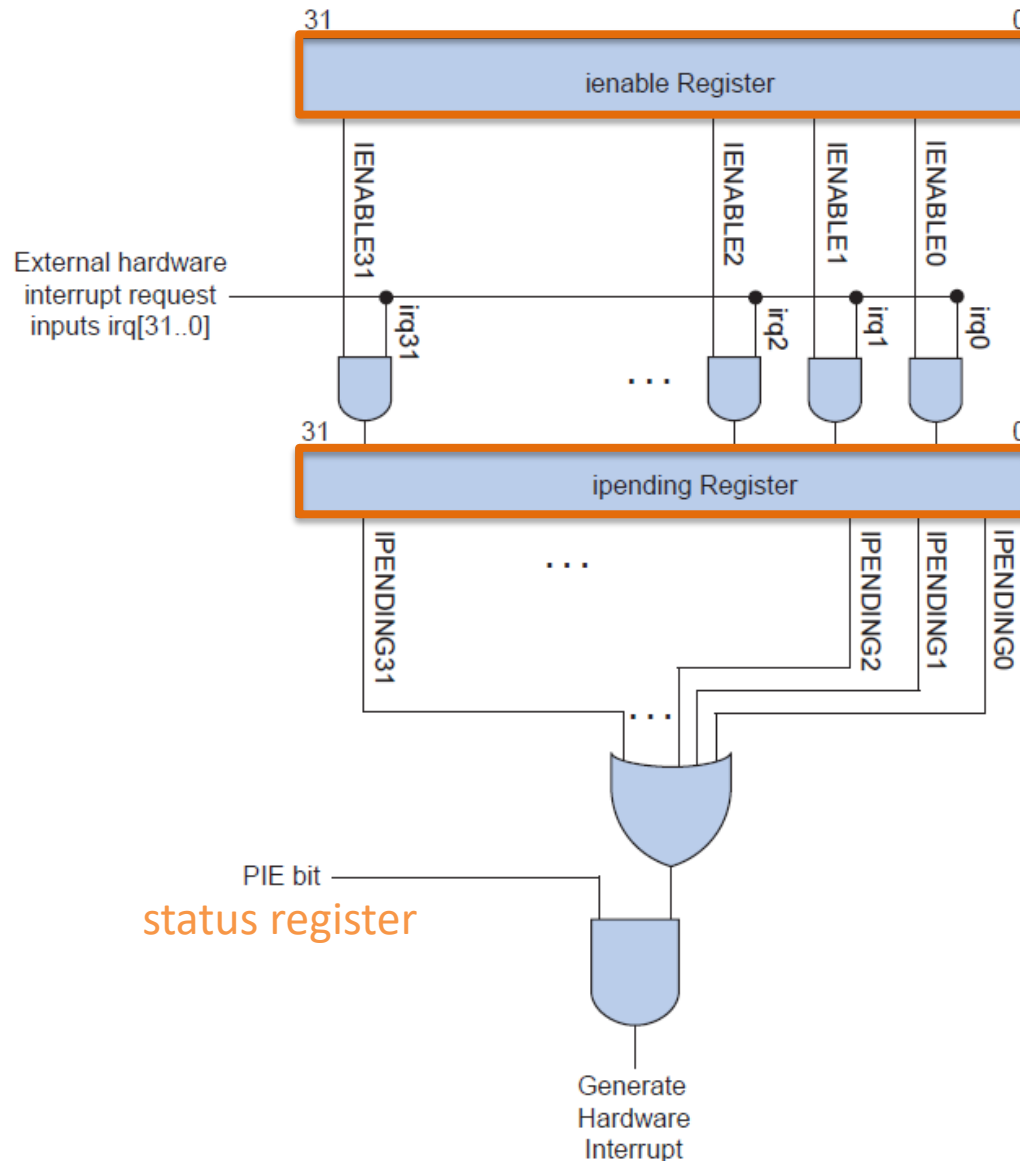 31 0
ienable Register
IENABLE31
IENABLE2
IENABLE1
IENABLE0
External hardware
interrupt request
inputs irq[31..0]
irq31
irq2
irq1
irq0
. . .
31 0
ipending Register
IPENDING31
. . .
IPENDING2
IPENDING1
IPENDING0
. . .
PIE bit
status register
Generate
Hardware
Interrupt